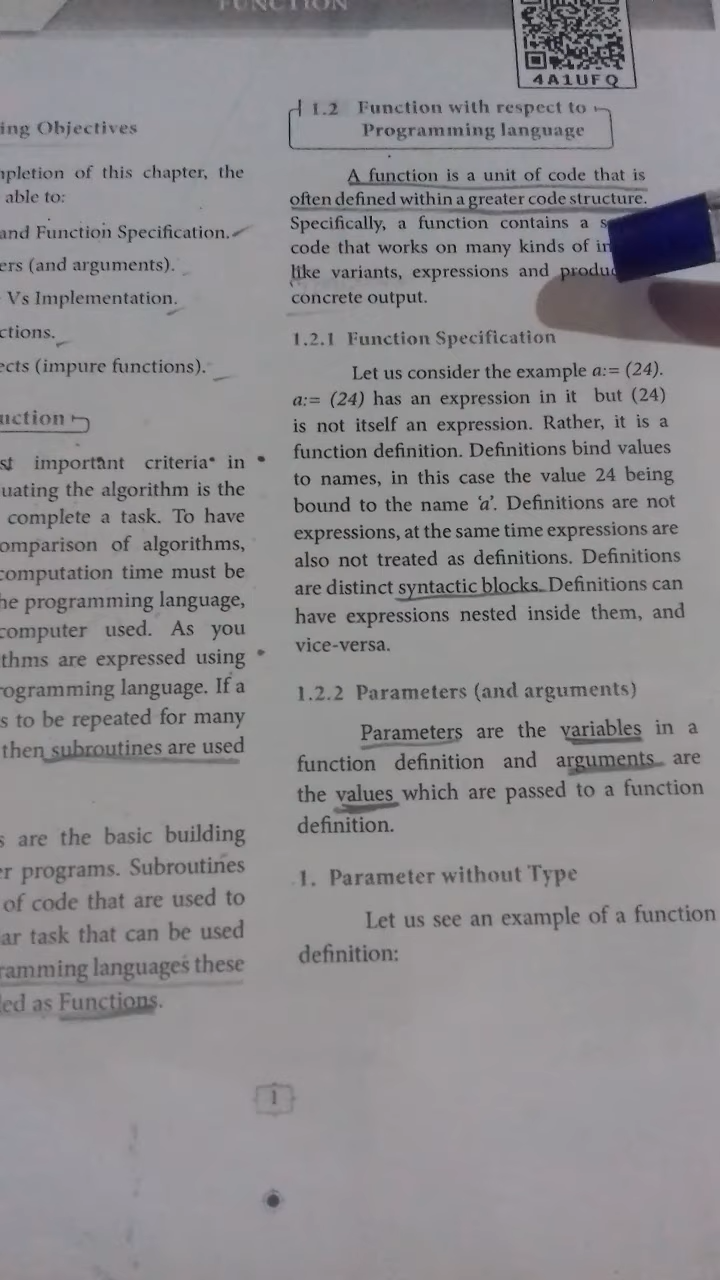 FUNCTION
4A1UFQ
ing Objectives
mpletion of this chapter, the
able to:
and Function Specification.
ers (and arguments).
Vs Implementation.
ctions.
ects (impure functions).
uction
st important criteria in
uating the algorithm is the
complete a task. To have
omparison of algorithms,
computation time must be
he programming language,
computer used. As you
thms are expressed using
rogramming language. If a
s to be repeated for many
then subroutines are used
s are the basic building
er programs. Subroutines
of code that are used to
ar task that can be used
ramming languages these
led as Functions.
1.2 Function with respect to
Programming language
A function is a unit of code that is
often defined within a greater code structure.
Specifically, a function contains a
code that works on many kinds of
like variants, expressions and
concrete output.
1.2.1 Function Specification
Let us consider the example a:= (24).
a:= (24) has an expression in it but (24)
is not itself an expression. Rather, it is a
function definition. Definitions bind values
to names, in this case the value 24 being
bound to the name ‘a’. Definitions are not
expressions, at the same time expressions are
also not treated as definitions. Definitions
are distinct syntactic blocks. Definitions can
have expressions nested inside them, and
vice-versa.
1.2.2 Parameters (and arguments)
Parameters are the variables in a
function definition and arguments are
the values which are passed to a function
definition.
1. Parameter without Type
Let us see an example of a function
definition:
1